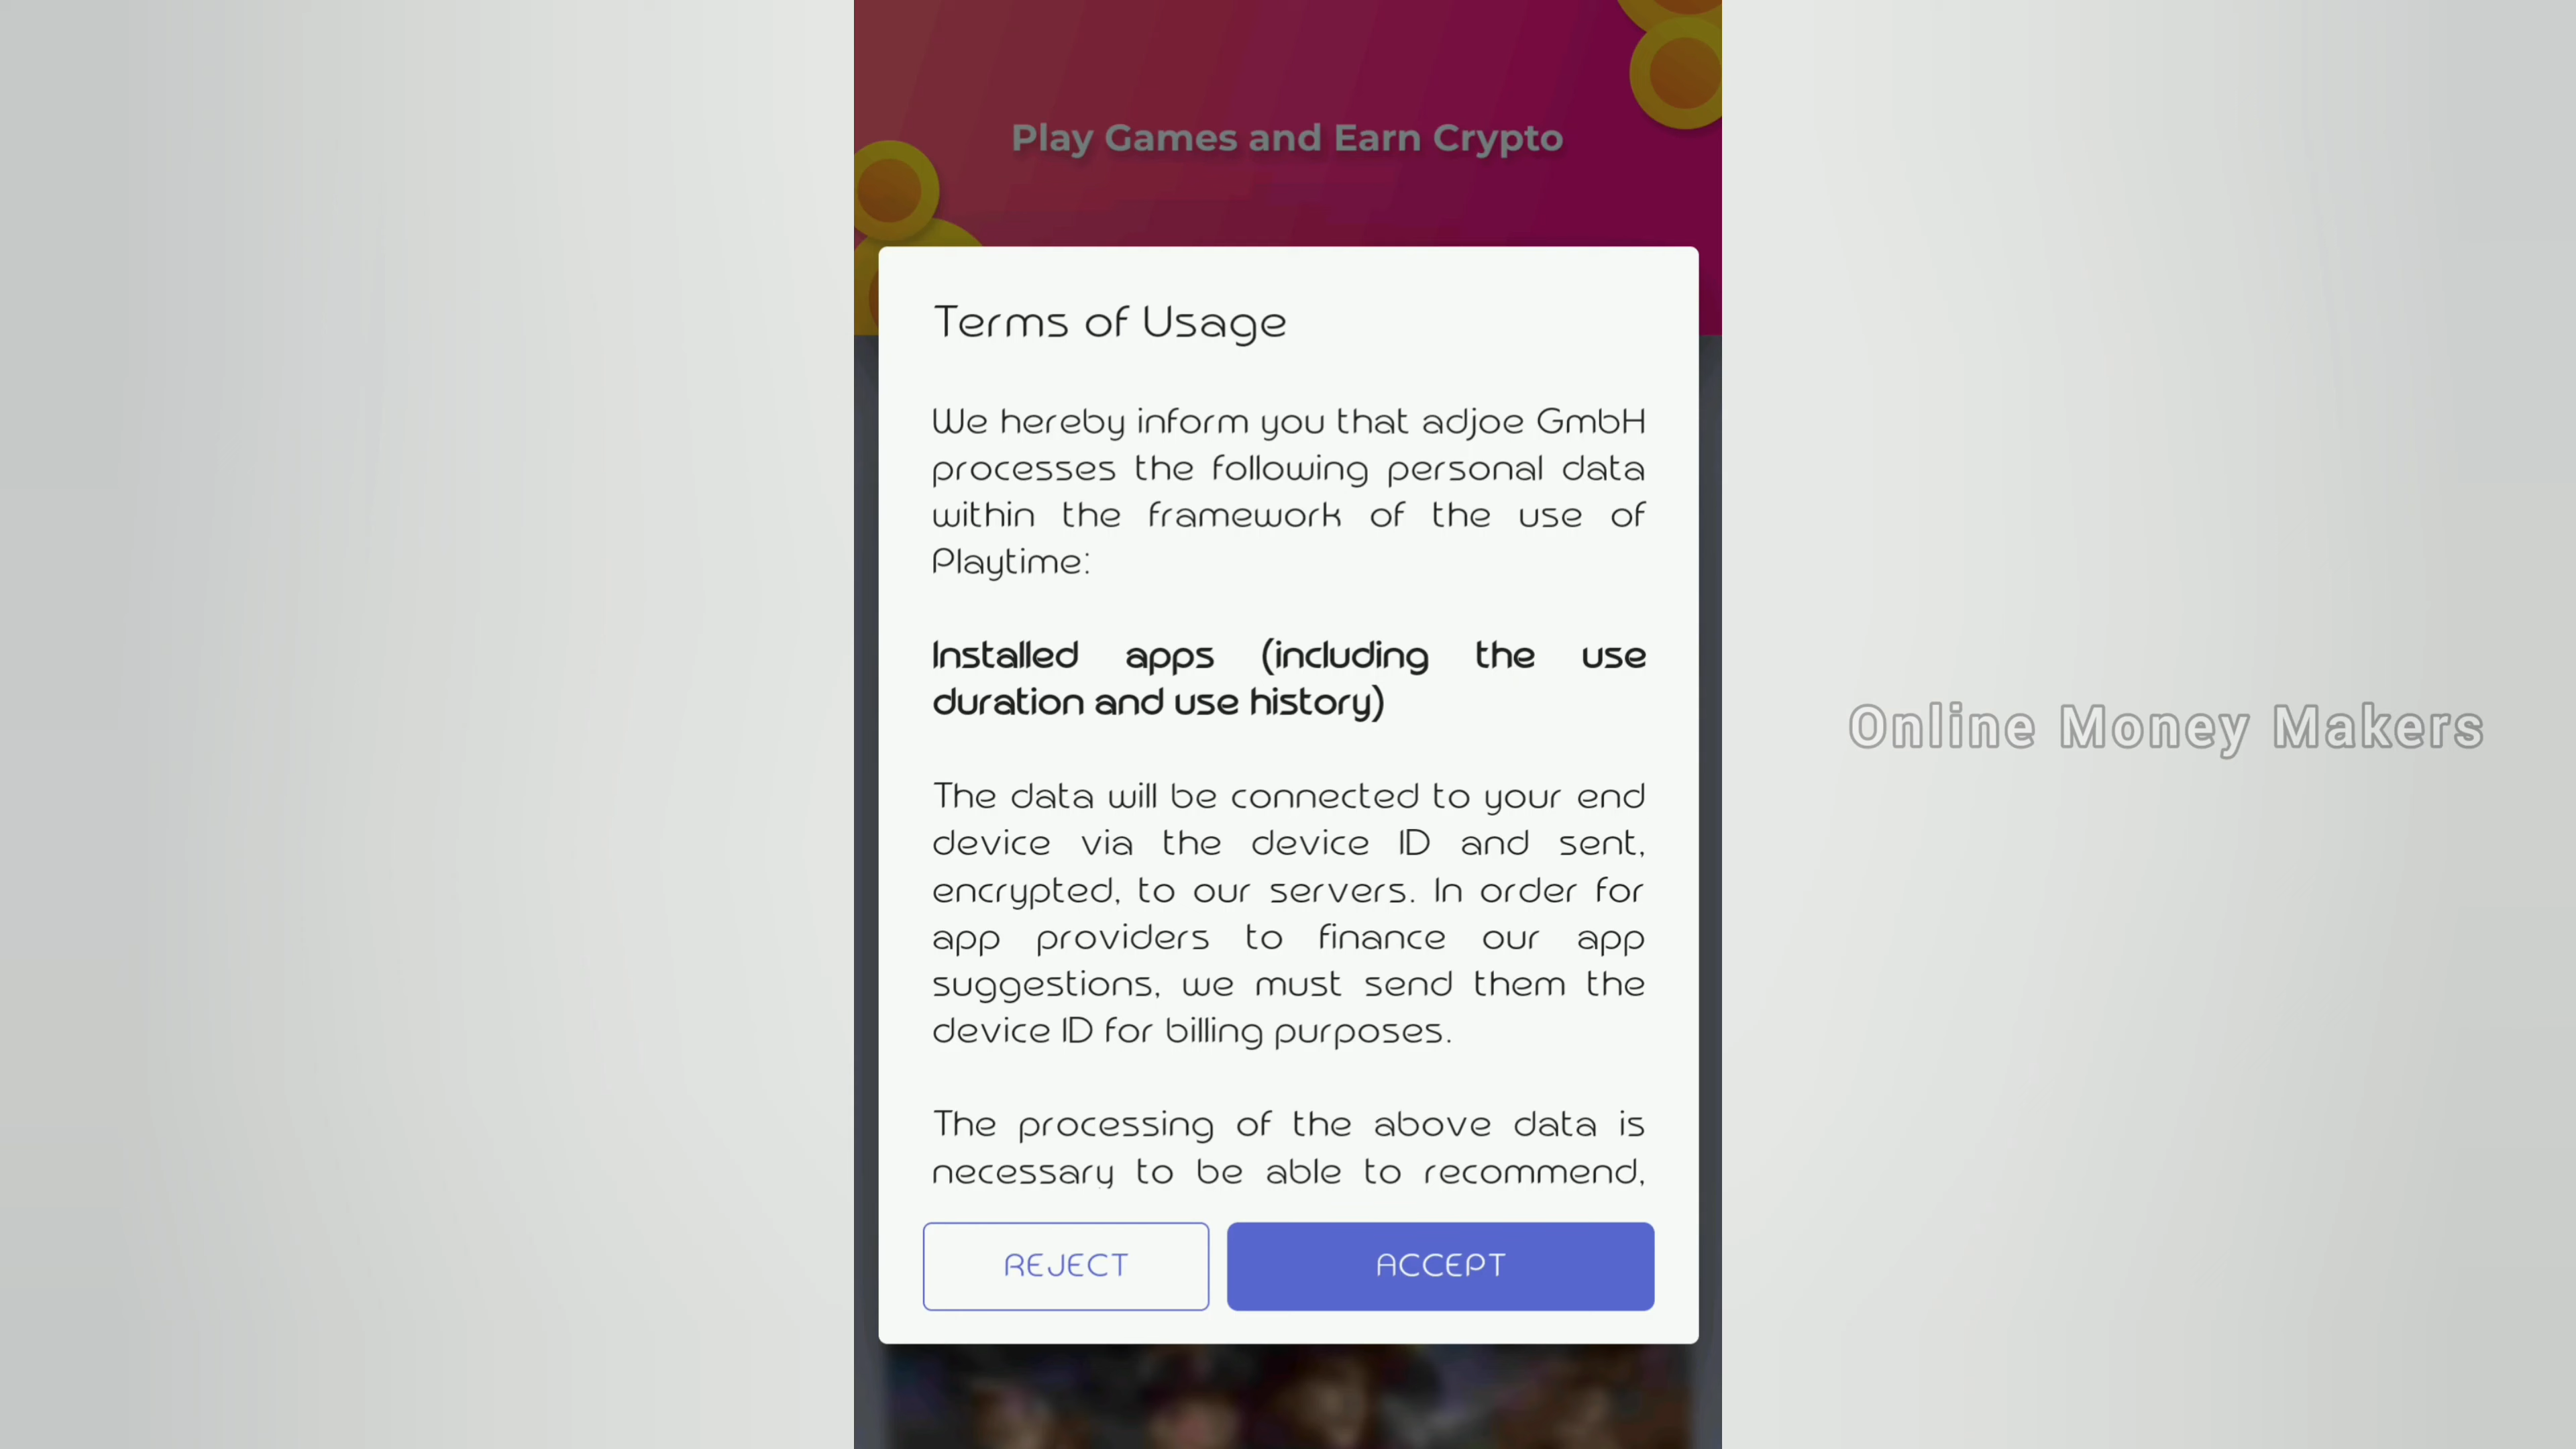 Play Games and Earn Crypto
Terms of Usage
We hereby inform you that adjoe GmbH
processes the following personal data
within the framework of the use of
Playtime:
Installed apps (including the use
duration and use history)
The data will be connected to your end
device via the device ID and sent,
encrypted, to our servers. In order for
app providers to finance our app
suggestions, we must send them the
device ID for billing purposes.
The processing of the above data is
necessary to be able to recommend,
REJECT
ACCEPT
Online Money Makers